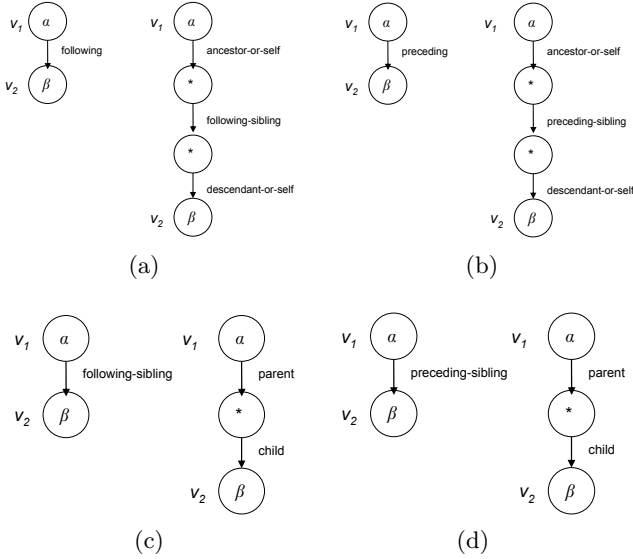 v1 α following v2 β
v1 α ancestor-or-self * following-sibling * descendant-or-self v2 β
(a)
v1 α preceding v2 β
v1 α ancestor-or-self * preceding-sibling * descendant-or-self v2 β
(b)
v1 α following-sibling v2 β
v1 α parent * child v2 β
(c)
v1 α preceding-sibling v2 β
v1 α parent * child v2 β
(d)